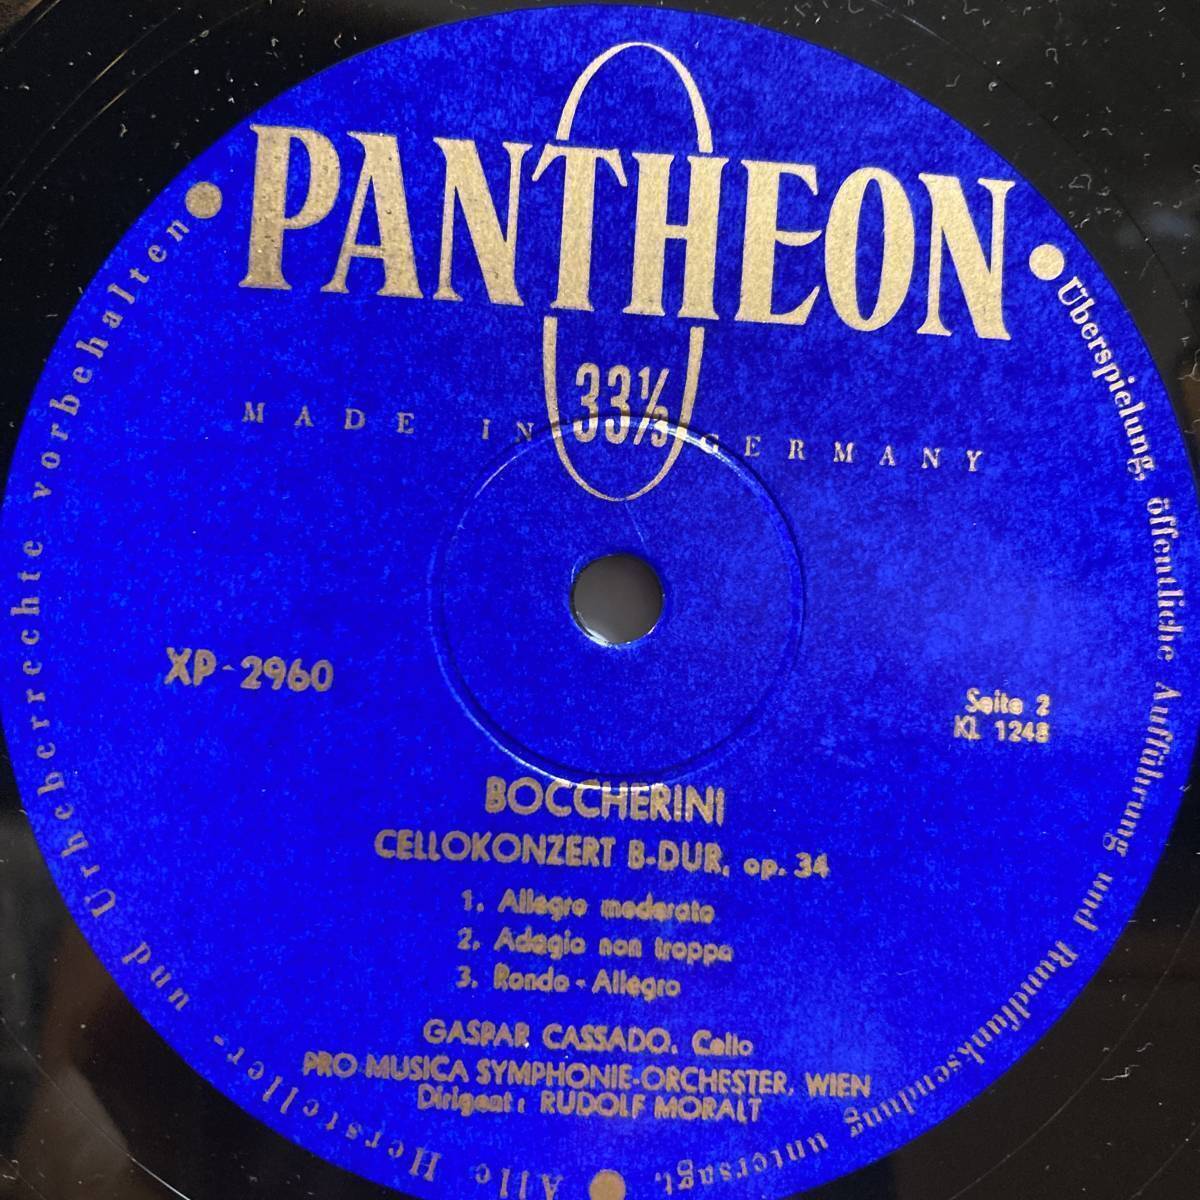 PANTHEON
33⅓
MADE IN GERMANY
XP-2960
Seite 2
KL 1248
BOCCHERINI
CELLOKONZERT B-DUR, op. 34
1. Allegro moderato
2. Adagio non troppo
3. Rondo - Allegro
GASPAR CASSADO, Cello
PRO MUSICA SYMPHONIE-ORCHESTER, WIEN
Dirigent: RUDOLF MORALT
Alle Hersteller- und Urheberrechte vorbehalten
Überspielung, öffentliche Aufführung und Rundfunksendung untersagt.